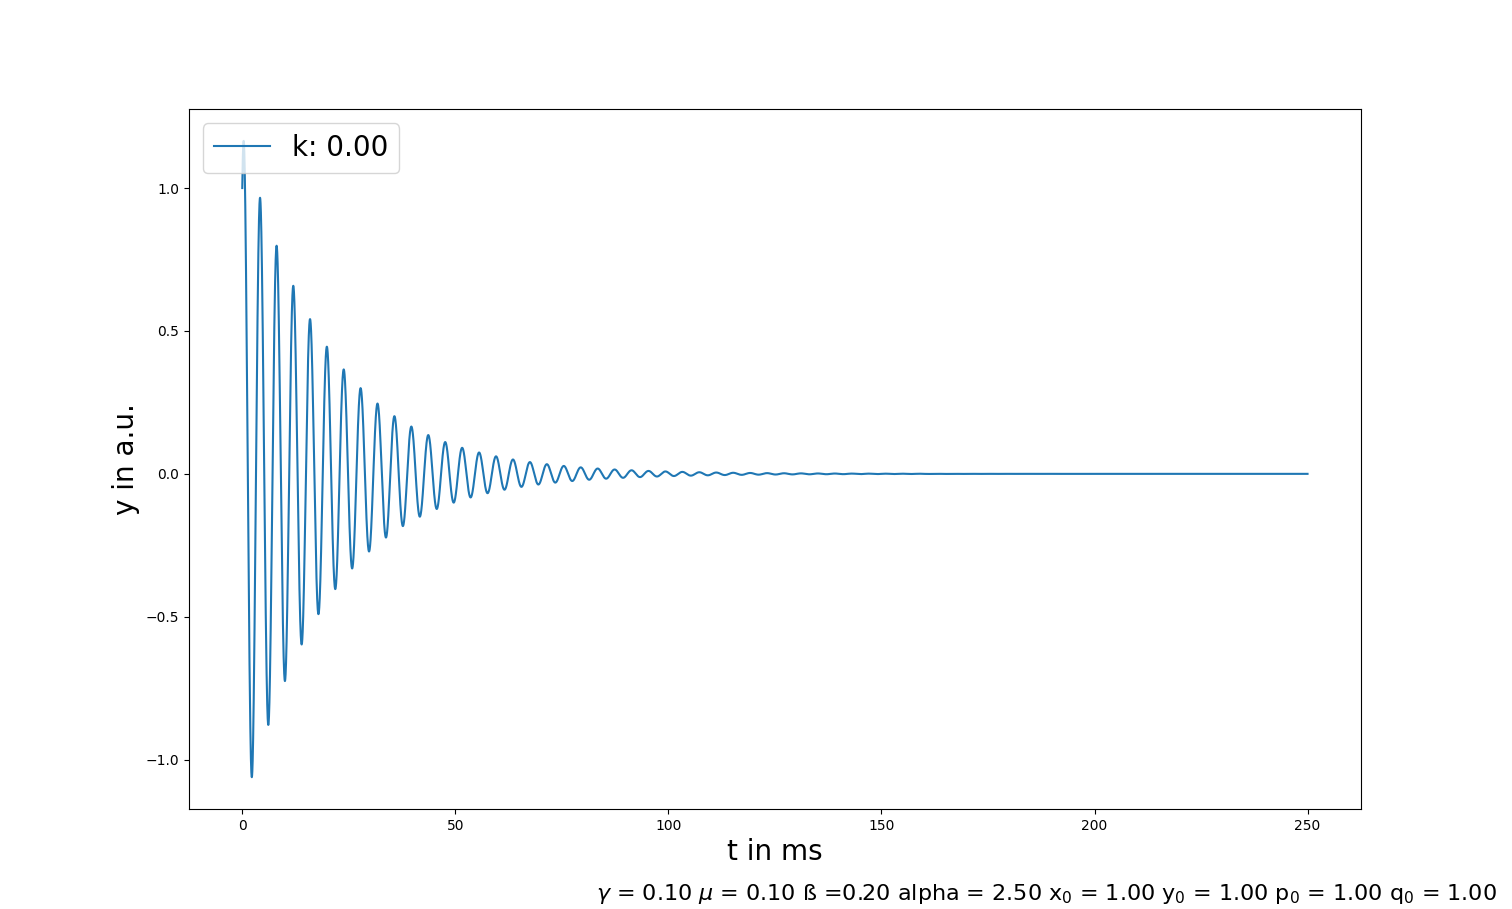 k: 0.00
1.0
0.5
0.0
−0.5
−1.0
y in a.u.
0 50 100 150 200 250
t in ms
γ = 0.10 μ = 0.10 ß =0.20 alpha = 2.50 x₀ = 1.00 y₀ = 1.00 p₀ = 1.00 q₀ = 1.00